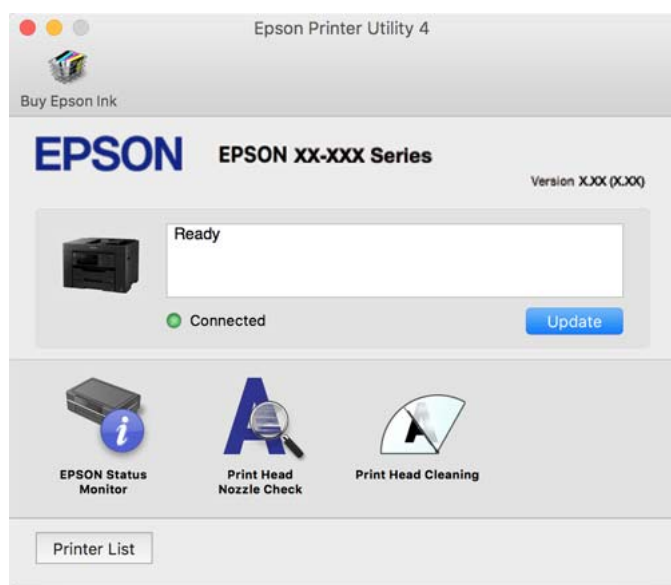 Epson Printer Utility 4
Buy Epson Ink
EPSON
EPSON XX-XXX Series
Version X.XX (X.XX)
Ready
Connected
Update
EPSON Status
Monitor
Print Head
Nozzle Check
Print Head Cleaning
Printer List